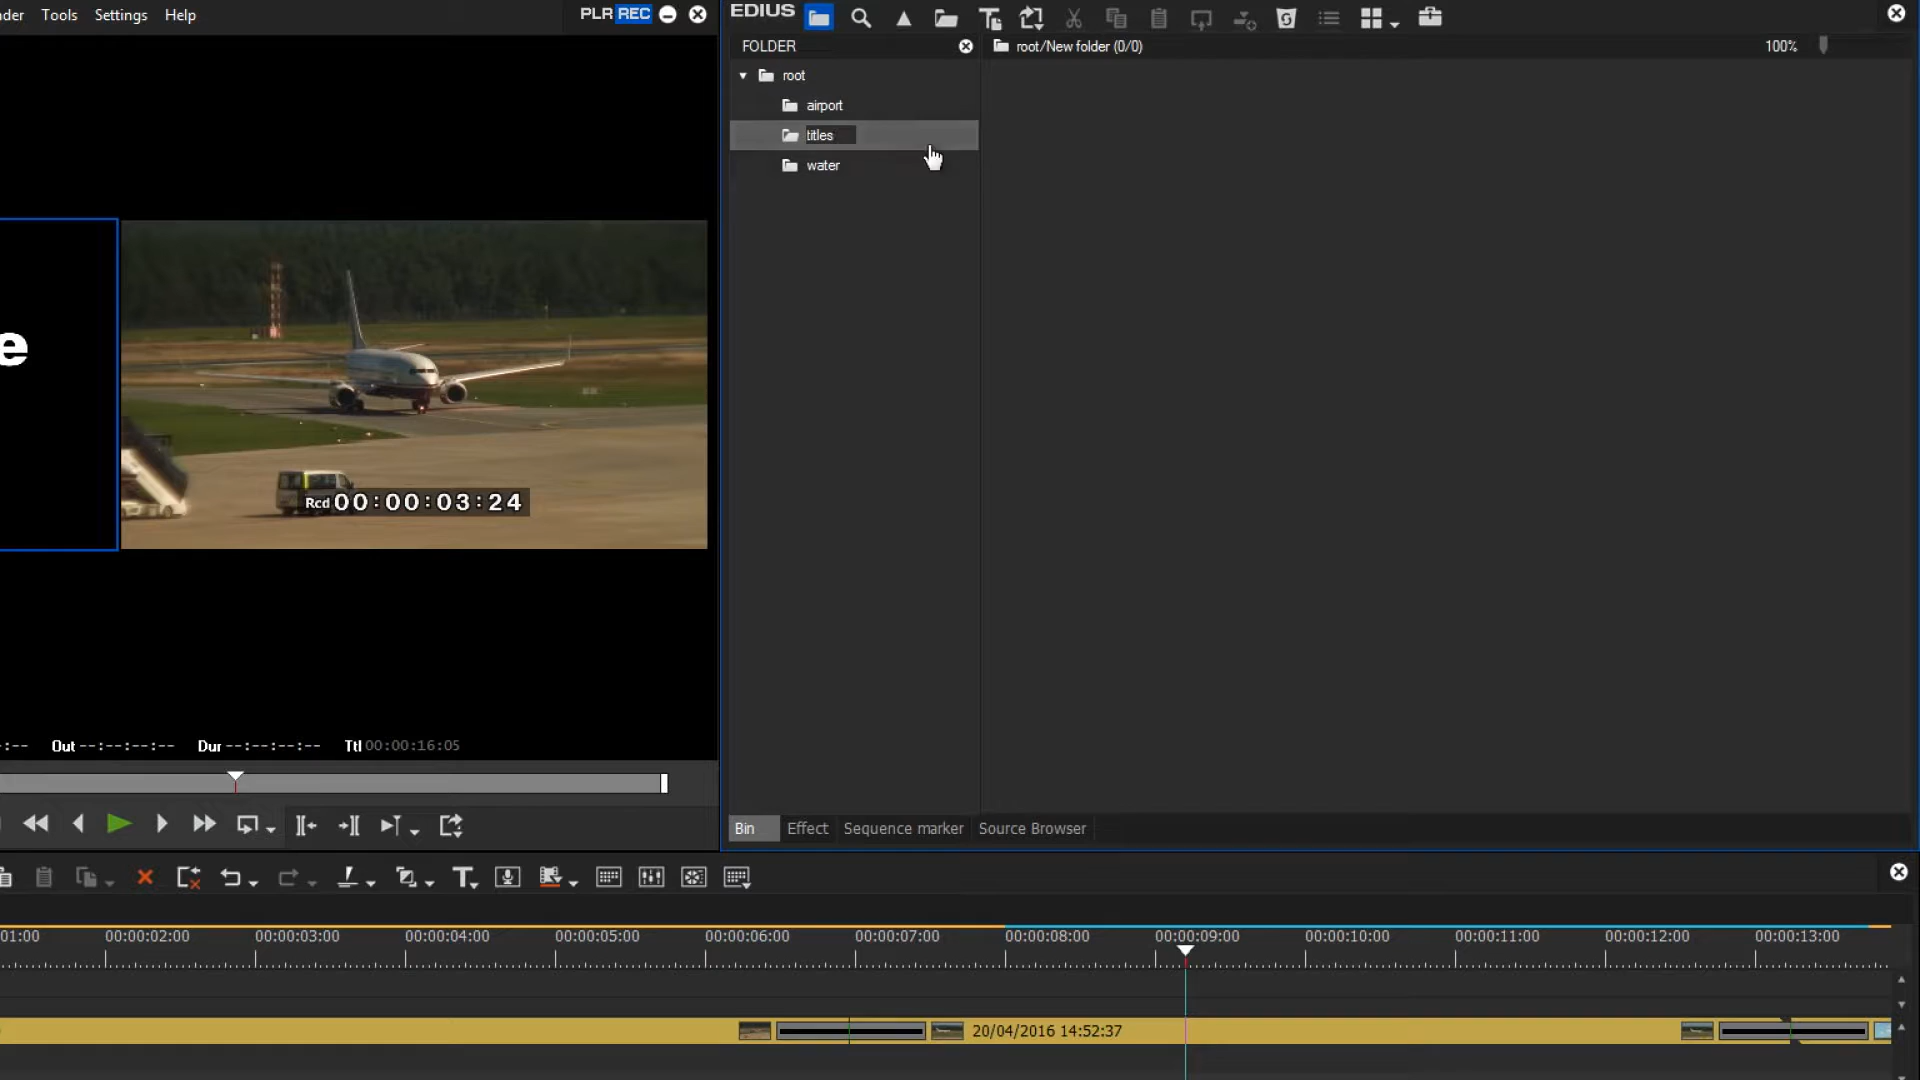 der Tools Settings Help
PLR REC
e
Rcd 00:00:03:24
:-- Out --:--:--:-- Dur --:--:--:-- Ttl 00:00:16:05
EDIUS
FOLDER
root/New folder (0/0)
100%
root
airport
titles
water
Bin Effect Sequence marker Source Browser
01:00 00:00:02:00 00:00:03:00 00:00:04:00 00:00:05:00 00:00:06:00 00:00:07:00 00:00:08:00 00:00:09:00 00:00:10:00 00:00:11:00 00:00:12:00 00:00:13:00
20/04/2016 14:52:37